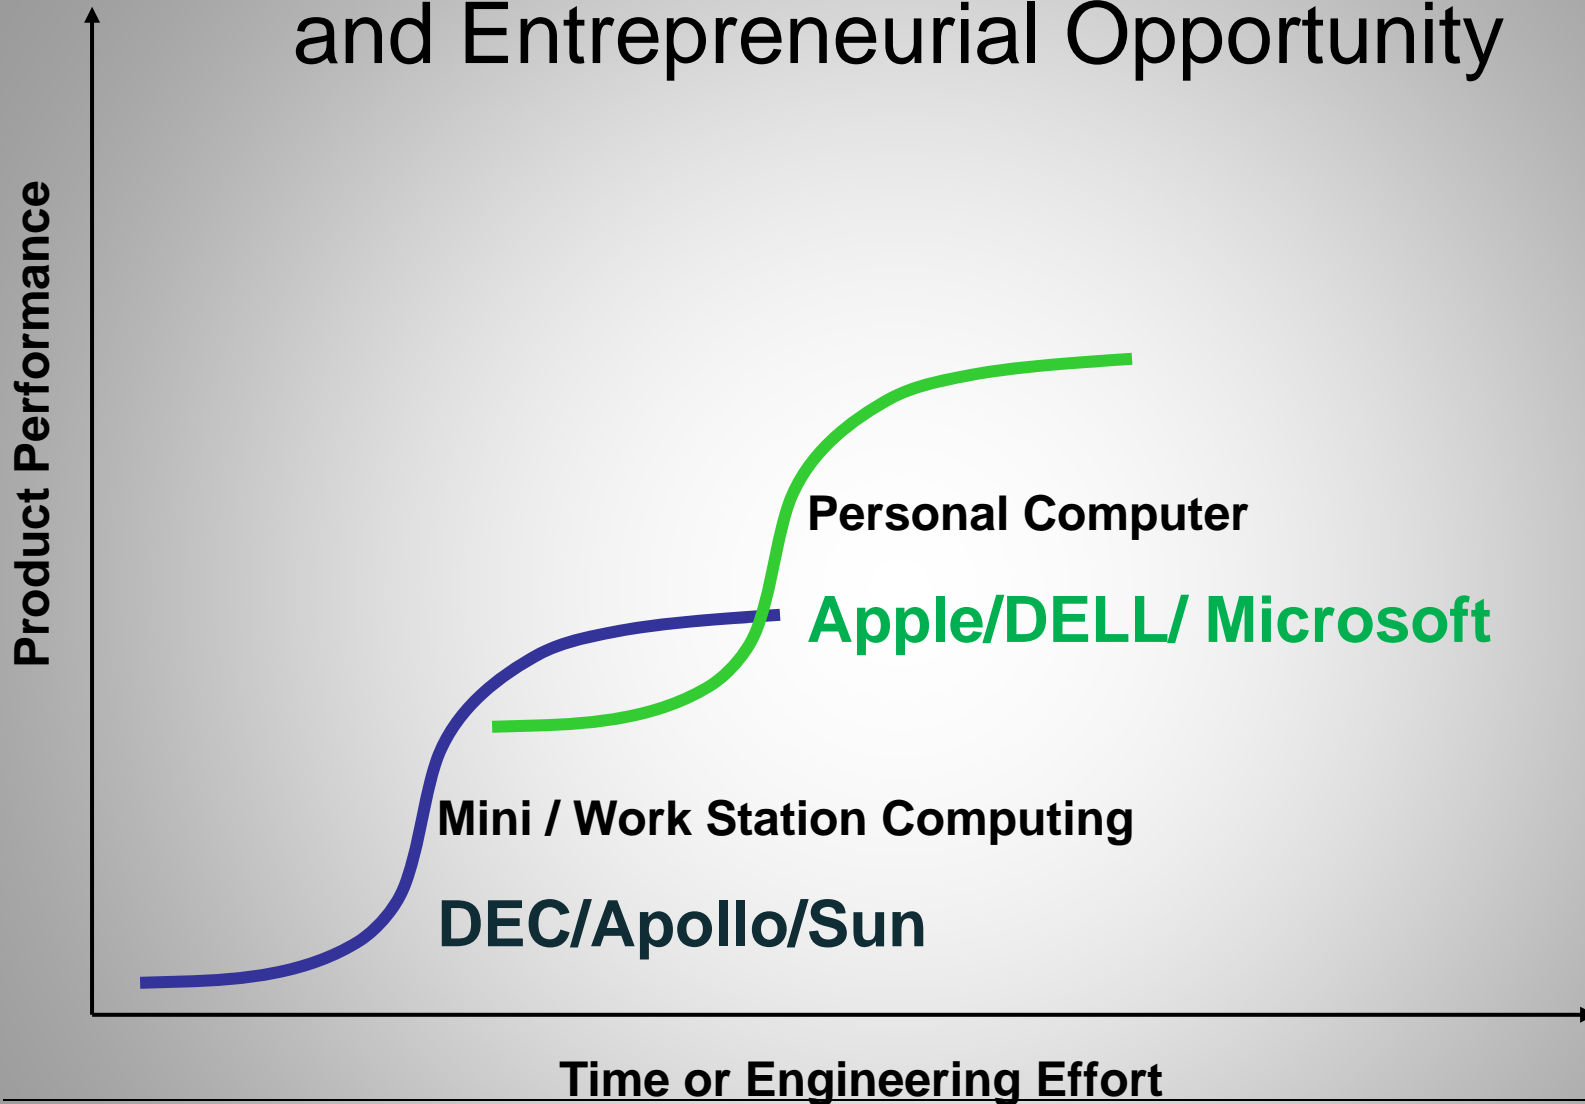 and Entrepreneurial Opportunity
Product Performance
Personal Computer
Apple/DELL/ Microsoft
Mini / Work Station Computing
DEC/Apollo/Sun
Time or Engineering Effort